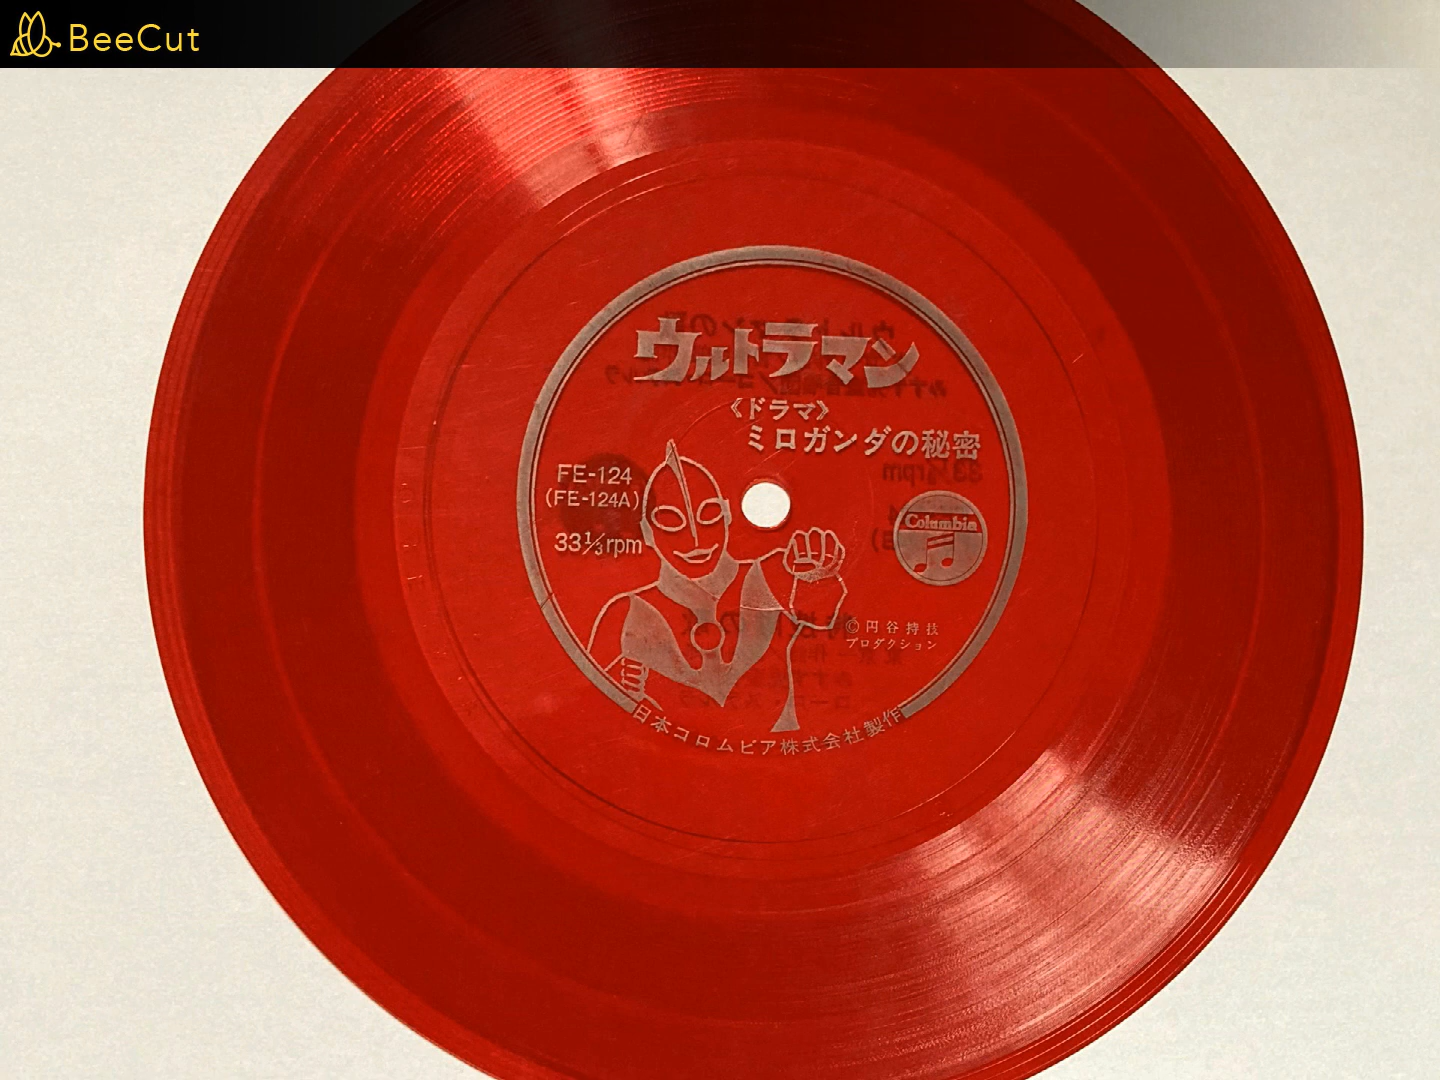 BeeCut
ウルトラマン
《ドラマ》
ミロガンダの秘密
FE-124
(FE-124A)
33⅓rpm
Columbia
©円谷特技
プロダクション
日本コロムビア株式会社製作